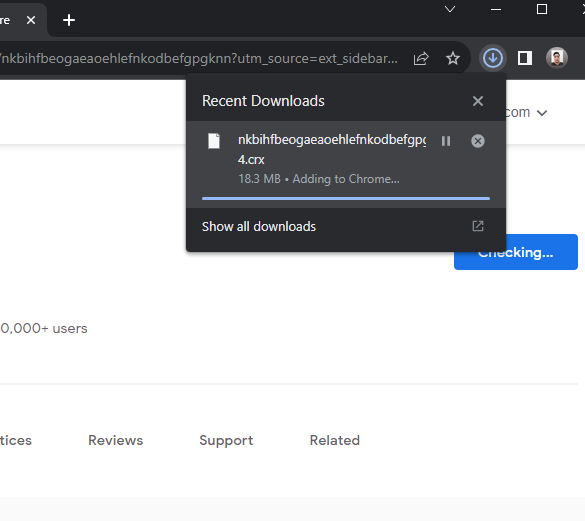 re
/nkbihfbeogaeaoehlefnkodbefgpgknn?utm_source=ext_sidebar...
Recent Downloads
com
nkbihfbeogaeaoehlefnkodbefgpg
4.crx
18.3 MB • Adding to Chrome...
Show all downloads
Checking...
0,000+ users
tices
Reviews
Support
Related